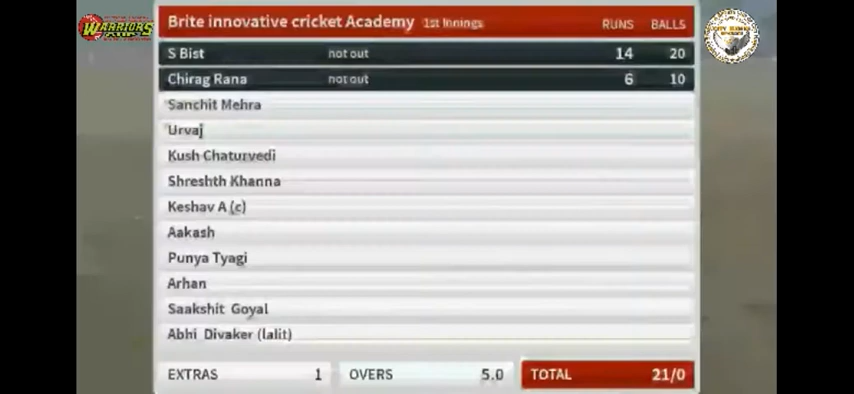 WARRIORS
Brite innovative cricket Academy 1st Innings RUNS BALLS
S Bist not out 14 20
Chirag Rana not out 6 10
Sanchit Mehra
Urvaj
Kush Chaturvedi
Shreshth Khanna
Keshav A (c)
Aakash
Punya Tyagi
Arhan
Saakshit Goyal
Abhi Divaker (lalit)
EXTRAS 1 OVERS 5.0 TOTAL 21/0